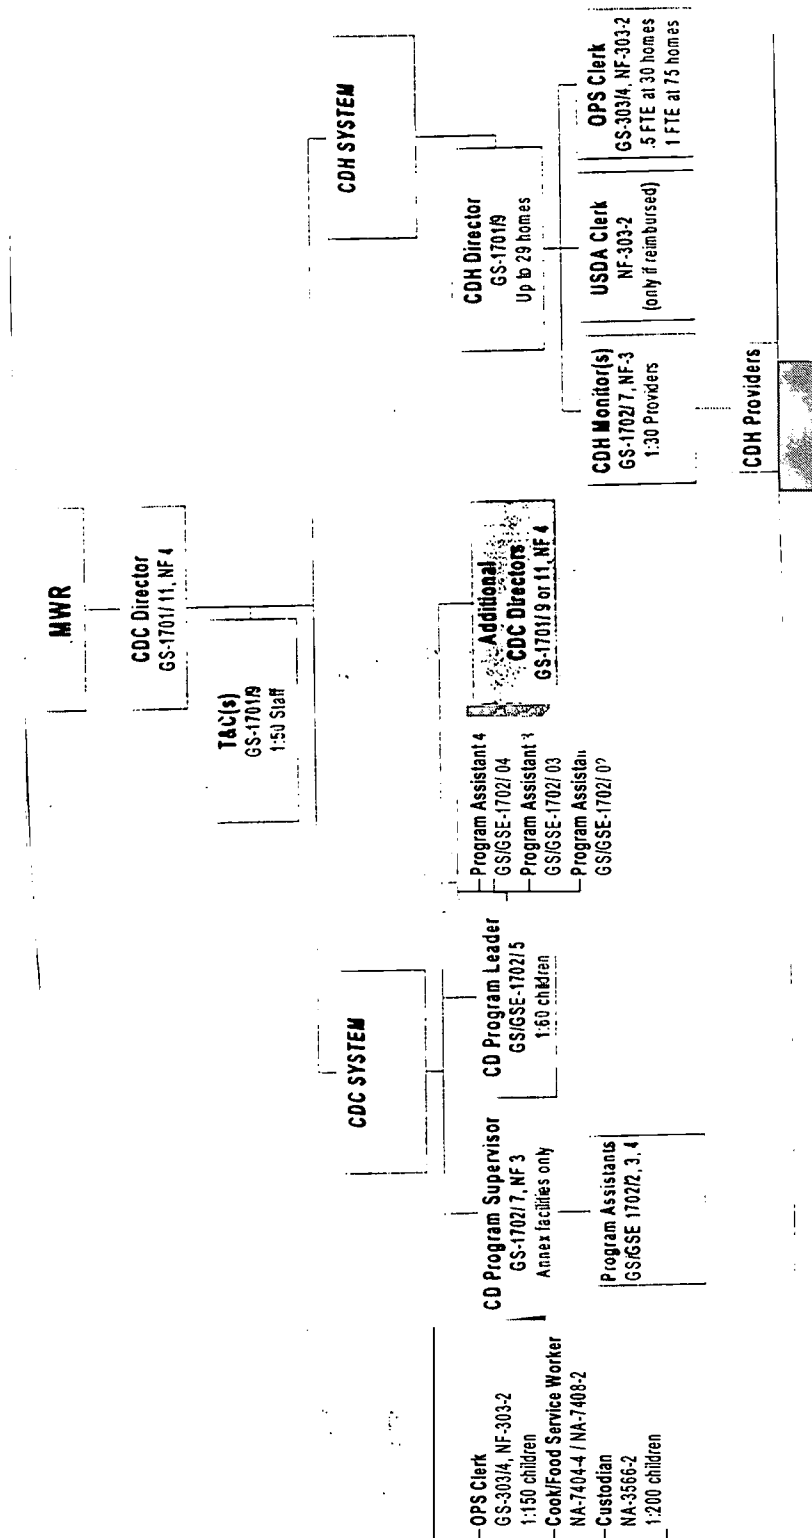 MWR
CDC Director
GS-1701/ 11, NF 4
T&C(s)
GS-1701/9
1:50 Staff
CDC SYSTEM
CDH SYSTEM
OPS Clerk
GS-303/4, NF-303-2
1:150 children
Cook/Food Service Worker
NA-7404-4 / NA-7408-2
Custodian
NA-3566-2
1:200 children
CD Program Supervisor
GS-1702/ 7, NF 3
Annex facilities only
Program Assistants
GS/GSE 1702/2, 3, 4
CD Program Leader
GS/GSE-1702/ 5
1:60 children
Program Assistant 4
GS/GSE-1702/ 04
Program Assistant
GS/GSE-1702/ 03
Program
GS/GSE-1702/
Additional
CDC Directors
GS-1701/ 9 or 11, NF 4
CDH Director
GS-1701/9
Up to 29 homes
CDH Monitor(s)
GS-1702/ 7, NF-3
1:30 Providers
USDA Clerk
NF-303-2
(only if reimbursed)
OPS Clerk
GS-303/4, NF-303-2
.5 FTE at 30 homes
1 FTE at 75 homes
CDH Providers